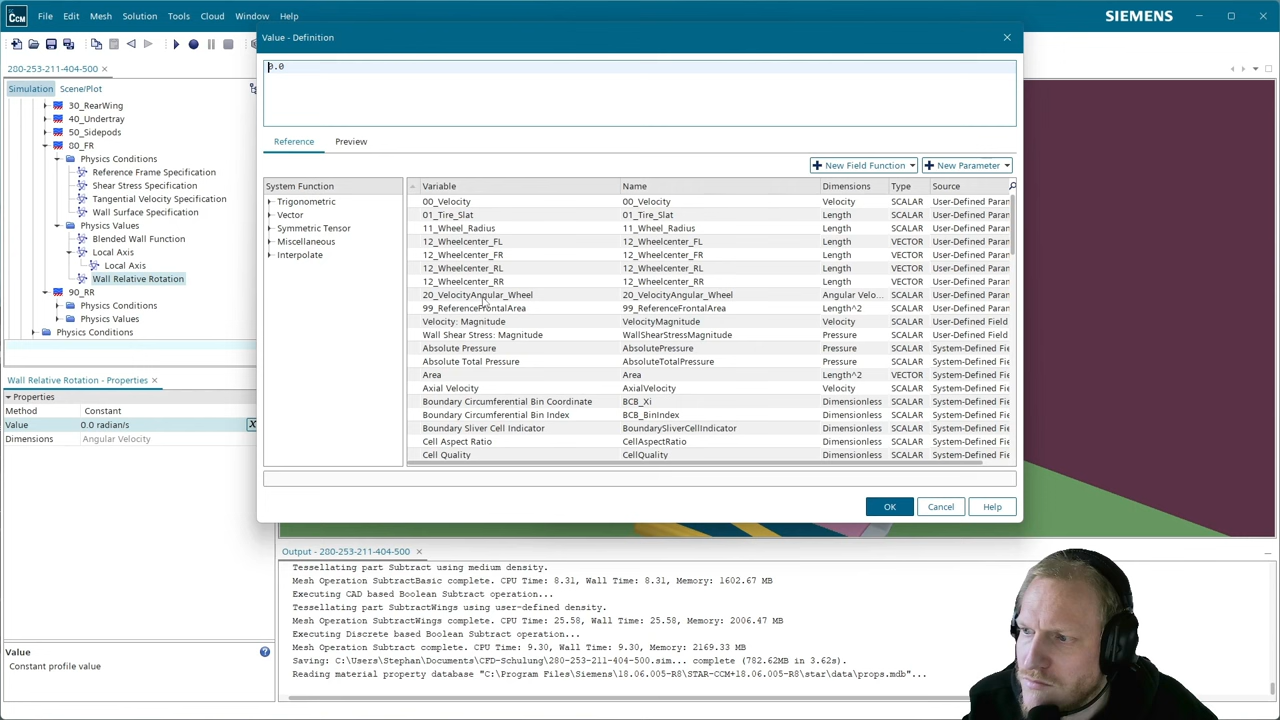 CCM File Edit Mesh Solution Tools Cloud Window Help SIEMENS
Value - Definition
280-253-211-404-500
0.0
Simulation Scene/Plot
30_RearWing
40_Undertray
50_Sidepods
80_FR
Physics Conditions
Reference Frame Specification
Shear Stress Specification
Tangential Velocity Specification
Wall Surface Specification
Physics Values
Blended Wall Function
Local Axis
Local Axis
Wall Relative Rotation
90_RR
Physics Conditions
Physics Values
Physics Conditions
Reference Preview
New Field Function New Parameter
System Function
Trigonometric
Vector
Symmetric Tensor
Miscellaneous
Interpolate
Variable Name Dimensions Type Source
00_Velocity 00_Velocity Velocity SCALAR User-Defined Param
01_Tire_Slat 01_Tire_Slat Length SCALAR User-Defined Param
11_Wheel_Radius 11_Wheel_Radius Length SCALAR User-Defined Param
12_Wheelcenter_FL 12_Wheelcenter_FL Length VECTOR User-Defined Param
12_Wheelcenter_FR 12_Wheelcenter_FR Length VECTOR User-Defined Param
12_Wheelcenter_RL 12_Wheelcenter_RL Length VECTOR User-Defined Param
12_Wheelcenter_RR 12_Wheelcenter_RR Length VECTOR User-Defined Param
20_VelocityAngular_Wheel 20_VelocityAngular_Wheel Angular Velo... SCALAR User-Defined Param
99_ReferenceFrontalArea 99_ReferenceFrontalArea Length^2 SCALAR User-Defined Param
Velocity: Magnitude VelocityMagnitude Velocity SCALAR User-Defined Field
Wall Shear Stress: Magnitude WallShearStressMagnitude Pressure SCALAR User-Defined Field
Absolute Pressure AbsolutePressure Pressure SCALAR System-Defined Fie
Absolute Total Pressure AbsoluteTotalPressure Pressure SCALAR System-Defined Fie
Area Area Length^2 VECTOR System-Defined Fie
Axial Velocity AxialVelocity Velocity SCALAR System-Defined Fie
Boundary Circumferential Bin Coordinate BCB_Xi Dimensionless SCALAR System-Defined Fie
Boundary Circumferential Bin Index BCB_BinIndex Dimensionless SCALAR System-Defined Fie
Boundary Sliver Cell Indicator BoundarySliverCellIndicator Dimensionless SCALAR System-Defined Fie
Cell Aspect Ratio CellAspectRatio Dimensionless SCALAR System-Defined Fie
Cell Quality CellQuality Dimensionless SCALAR System-Defined Fie
OK Cancel Help
Wall Relative Rotation - Properties
Properties
Method Constant
Value 0.0 radian/s
Dimensions Angular Velocity
Value
Constant profile value
Output - 280-253-211-404-500
Tessellating part Subtract using medium density.
Mesh Operation SubtractBasic complete. CPU Time: 8.31, Wall Time: 8.31, Memory: 1602.67 MB
Executing CAD based Boolean Subtract operation...
Tessellating part SubtractWings using user-defined density.
Mesh Operation SubtractWings complete. CPU Time: 25.58, Wall Time: 25.58, Memory: 2006.47 MB
Executing Discrete based Boolean Subtract operation...
Mesh Operation Subtract complete. CPU Time: 9.30, Wall Time: 9.30, Memory: 2169.33 MB
Saving: C:\Users\Stephan\Documents\CFD-Schulung\280-253-211-404-500.sim... complete (782.62MB in 3.62s).
Reading material property database "C:\Program Files\Siemens\18.06.005-R8\STAR-CCM+18.06.005-R8\star\data\props.mdb"...